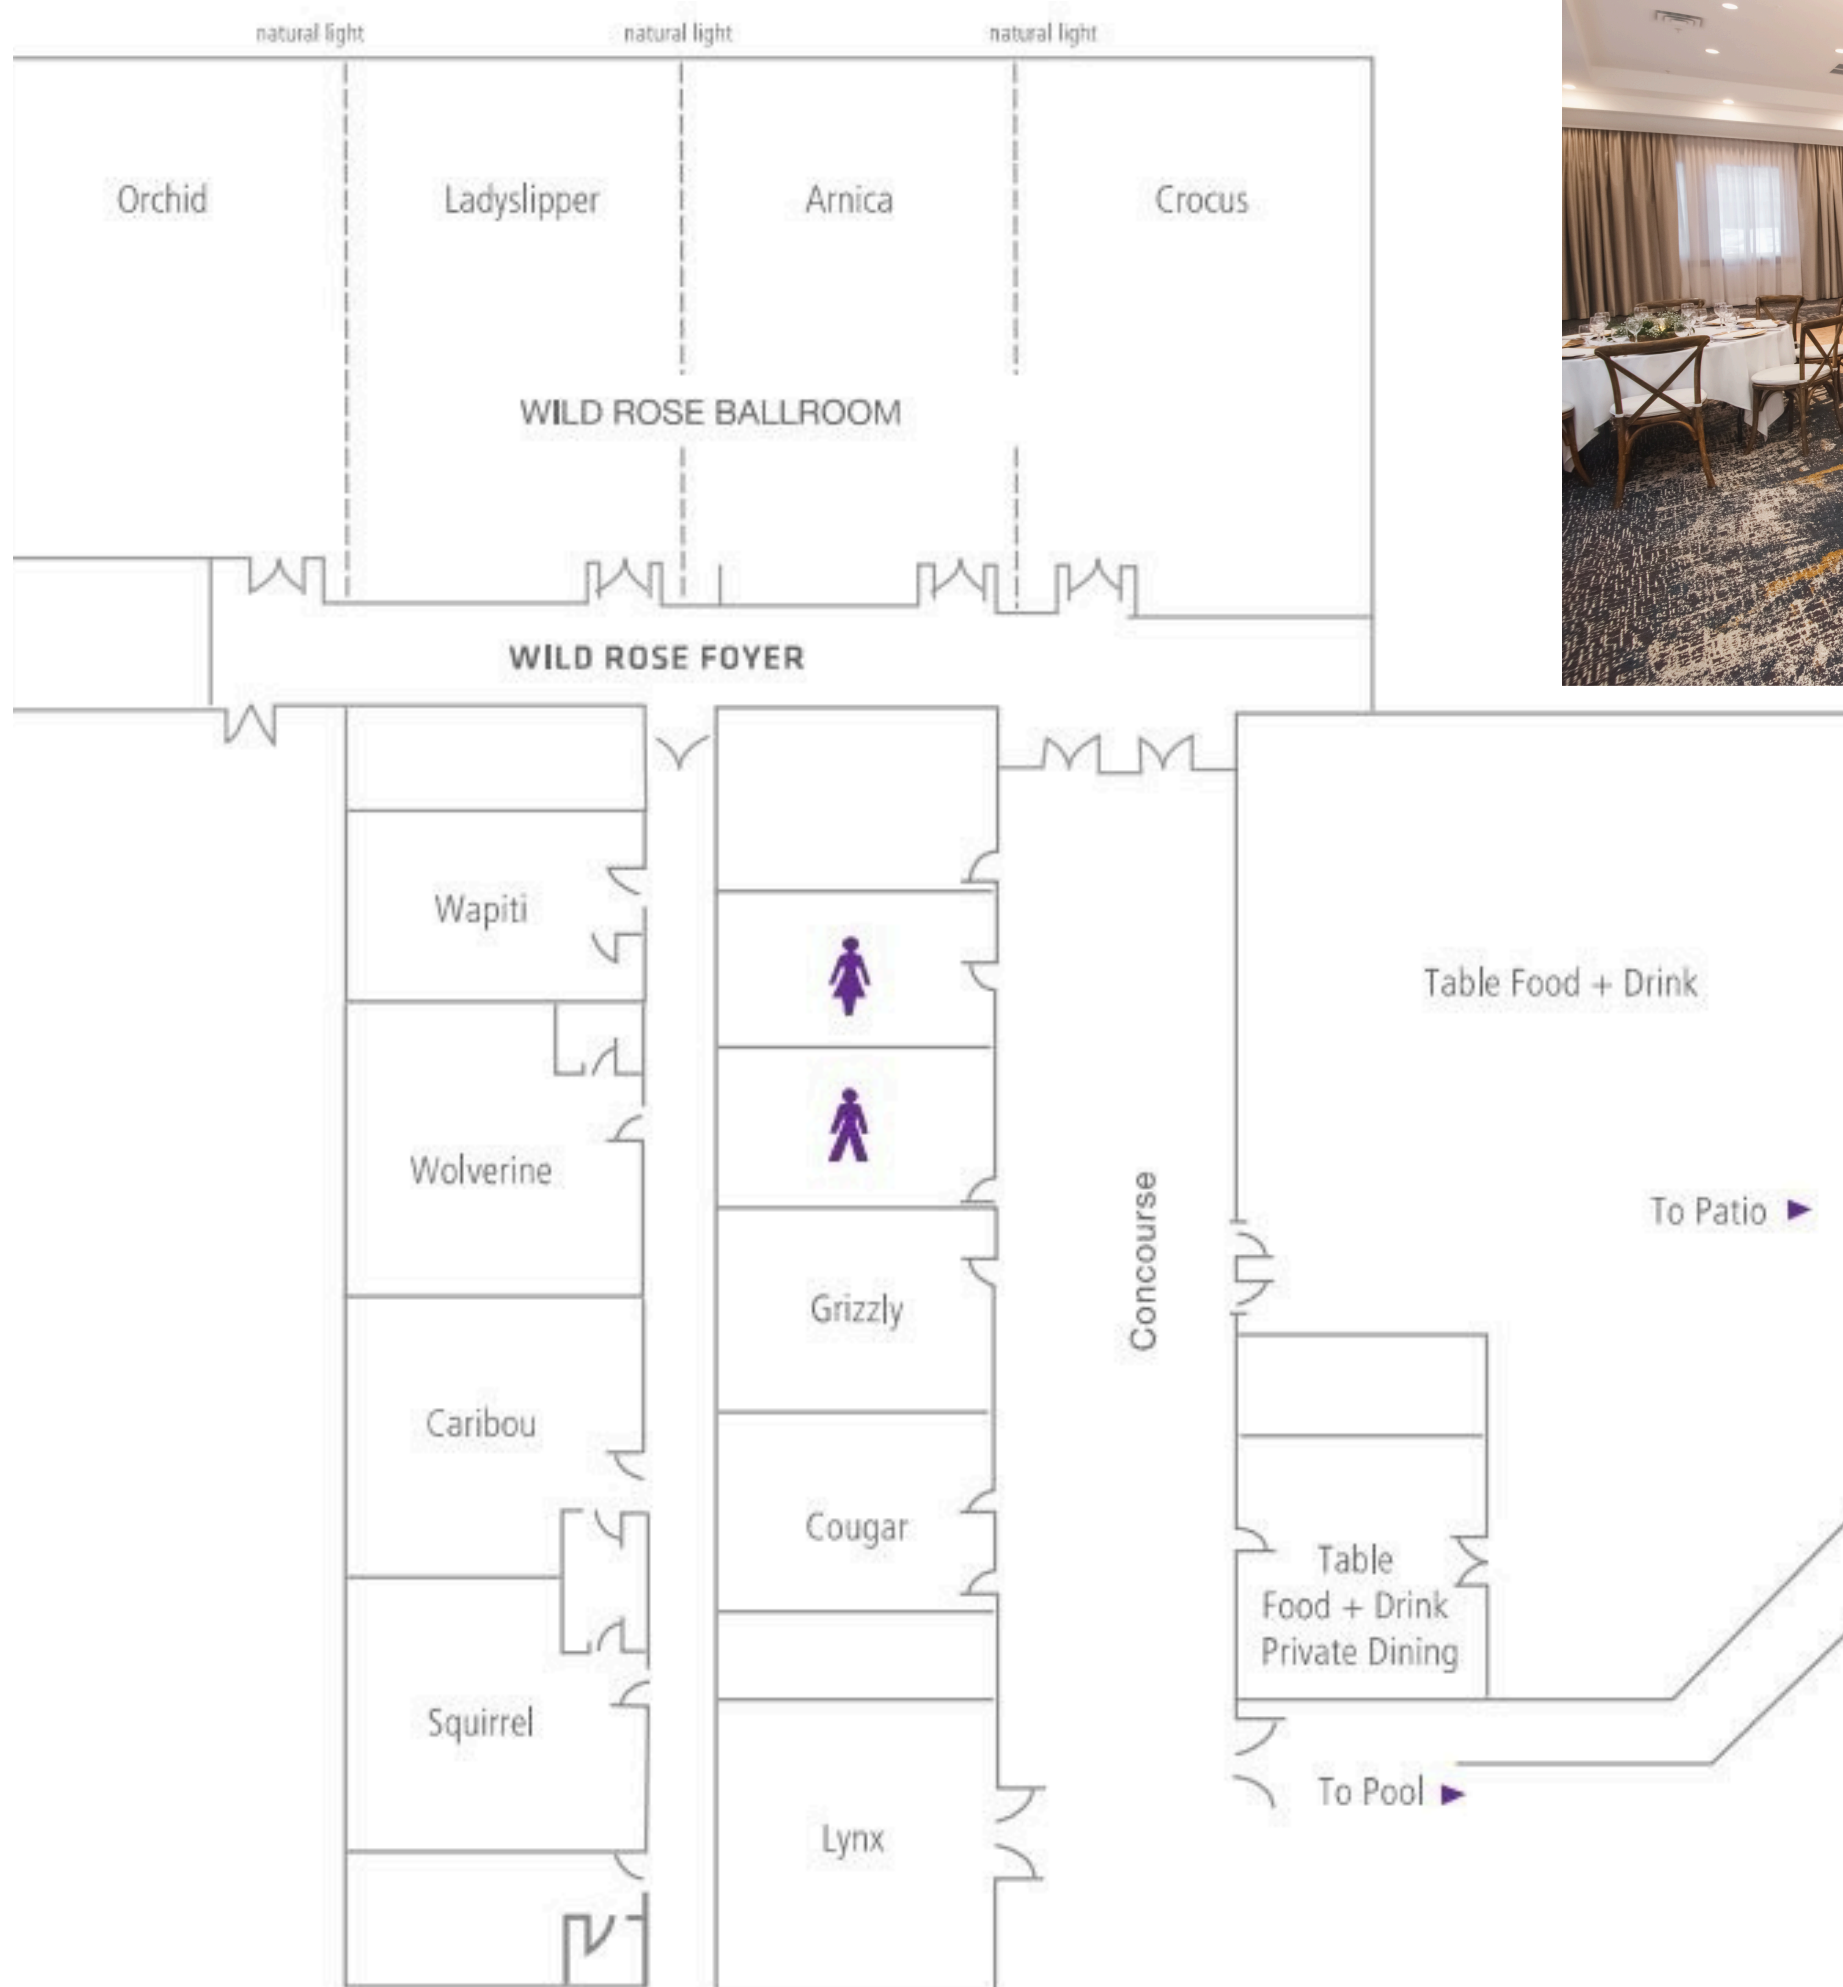 natural light
natural light
natural light
Orchid
Ladyslipper
Arnica
Crocus
WILD ROSE BALLROOM
WILD ROSE FOYER
Wapiti
Table Food + Drink
Wolverine
To Patio
Concourse
Grizzly
Caribou
Cougar
Table
Food + Drink
Private Dining
Squirrel
To Pool
Lynx